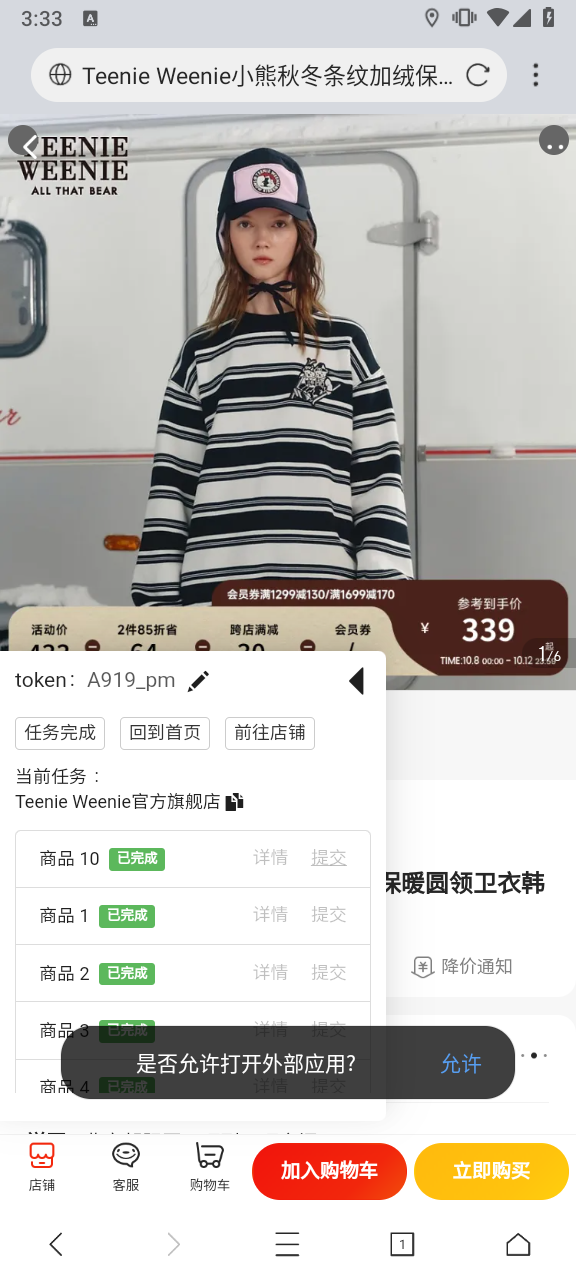 3:33
A
Teenie Weenie小熊秋冬条纹加绒保...
TEENIE
WEENIE
ALL THAT BEAR
会员券满1299减130/满1699减170
活动价 2件85折省 跨店满减 会员券
参考到手价
¥ 339 起
TIME:10.8 00:00 - 10.12 23:50
1/6
token: A919_pm
任务完成 回到首页 前往店铺
当前任务：
Teenie Weenie官方旗舰店
商品 10 已完成 详情 提交
商品 1 已完成 详情 提交
商品 2 已完成 详情 提交
商品 3 已完成 详情 提交
商品 4 已完成
保暖圆领卫衣韩
降价通知
是否允许打开外部应用? 允许
店铺 客服 购物车 加入购物车 立即购买
1